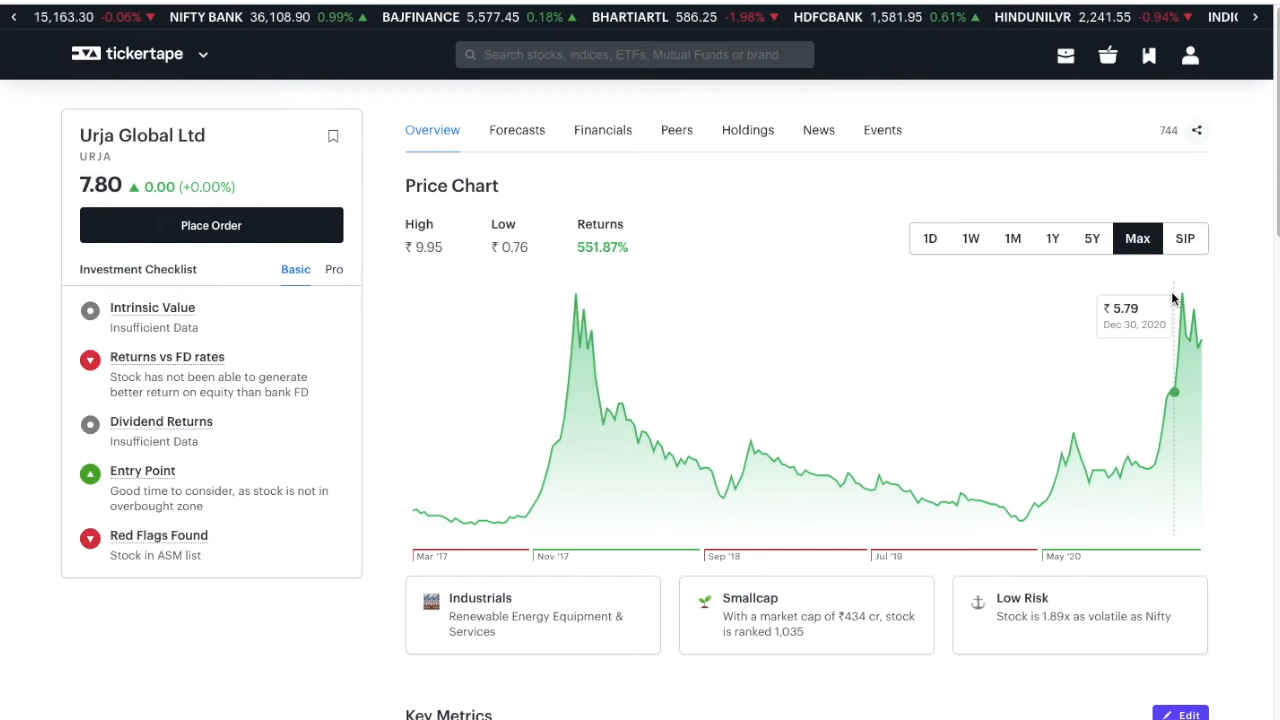 15,163.30 -0.06% NIFTY BANK 36,108.90 0.99% BAJFINANCE 5,577.45 0.18% BHARTIARTL 586.25 -1.98% HDFCBANK 1,581.95 0.61% HINDUNILVR 2,241.55 -0.94%
tickertape
Search stocks, indices, ETFs, Mutual Funds or brand
Urja Global Ltd
URJA
7.80 0.00 (+0.00%)
Place Order
Investment Checklist Basic Pro
Intrinsic Value
Insufficient Data
Returns vs FD rates
Stock has not been able to generate
better return on equity than bank FD
Dividend Returns
Insufficient Data
Entry Point
Good time to consider, as stock is not in
overbought zone
Red Flags Found
Stock in ASM list
Overview Forecasts Financials Peers Holdings News Events 744
Price Chart
High Low Returns
₹ 9.95 ₹ 0.76 551.87%
1D 1W 1M 1Y 5Y Max SIP
₹ 5.79
Dec 30, 2020
Mar '17 Nov '17 Sep '18 Jul '19 May '20
Industrials
Renewable Energy Equipment &
Services
Smallcap
With a market cap of ₹434 cr, stock
is ranked 1,035
Low Risk
Stock is 1.89x as volatile as Nifty
Key Metrics
Edit